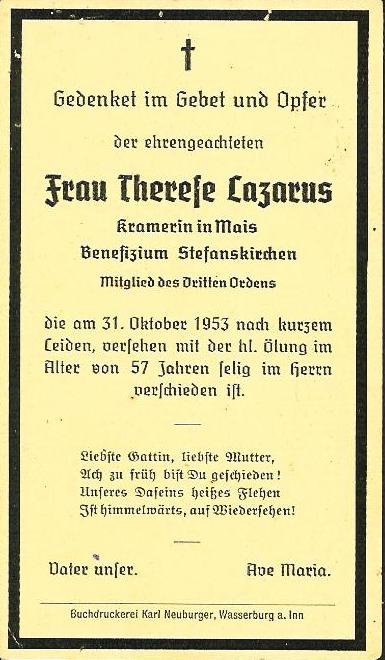 Gedenket im Gebet und Opfer
der ehrengeachteten
Frau Therese Lazarus
Kramerin in Mais
Benefizium Stefanskirchen
Mitglied des Dritten Ordens
die am 31. Oktober 1953 nach kurzem
Leiden, versehen mit der hl. Ölung im
Alter von 57 Jahren selig im Herrn
verschieden ist.
Liebste Gattin, liebste Mutter,
Ach zu früh bist Du geschieden!
Unseres Daseins heißes Flehen
Ist himmelwärts, auf Wiedersehen!
Vater unser. Ave Maria.
Buchdruckerei Karl Neuburger, Wasserburg a. Inn